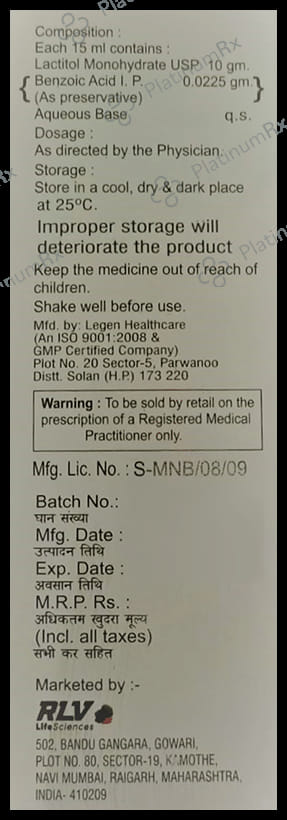 Composition :
Each 15 ml contains :
Lactitol Monohydrate USP 10 gm.
{ Benzoic Acid I. P. 0.0225 gm. }
(As preservative)
Aqueous Base q.s.
Dosage :
As directed by the Physician.
Storage :
Store in a cool, dry & dark place
at 25ºC.
Improper storage will
deteriorate the product
Keep the medicine out of reach of
children.
Shake well before use.
Mfd. by: Legen Healthcare
(An ISO 9001:2008 &
GMP Certified Company)
Plot No. 20 Sector-5, Parwanoo
Distt. Solan (H.P.) 173 220
Warning : To be sold by retail on the
prescription of a Registered Medical
Practitioner only.
Mfg. Lic. No. : S-MNB/08/09
Batch No.:
घान संख्या
Mfg. Date :
उत्पादन तिथि
Exp. Date :
अवसान तिथि
M.R.P. Rs. :
अधिकतम खुदरा मूल्य
(Incl. all taxes)
सभी कर सहित
Marketed by :-
RLV
LifeSciences
502, BANDU GANGARA, GOWARI,
PLOT NO. 80, SECTOR-19, KAMOTHE,
NAVI MUMBAI, RAIGARH, MAHARASHTRA,
INDIA- 410209
PlatinumRx
PlatinumRx
PlatinumRx